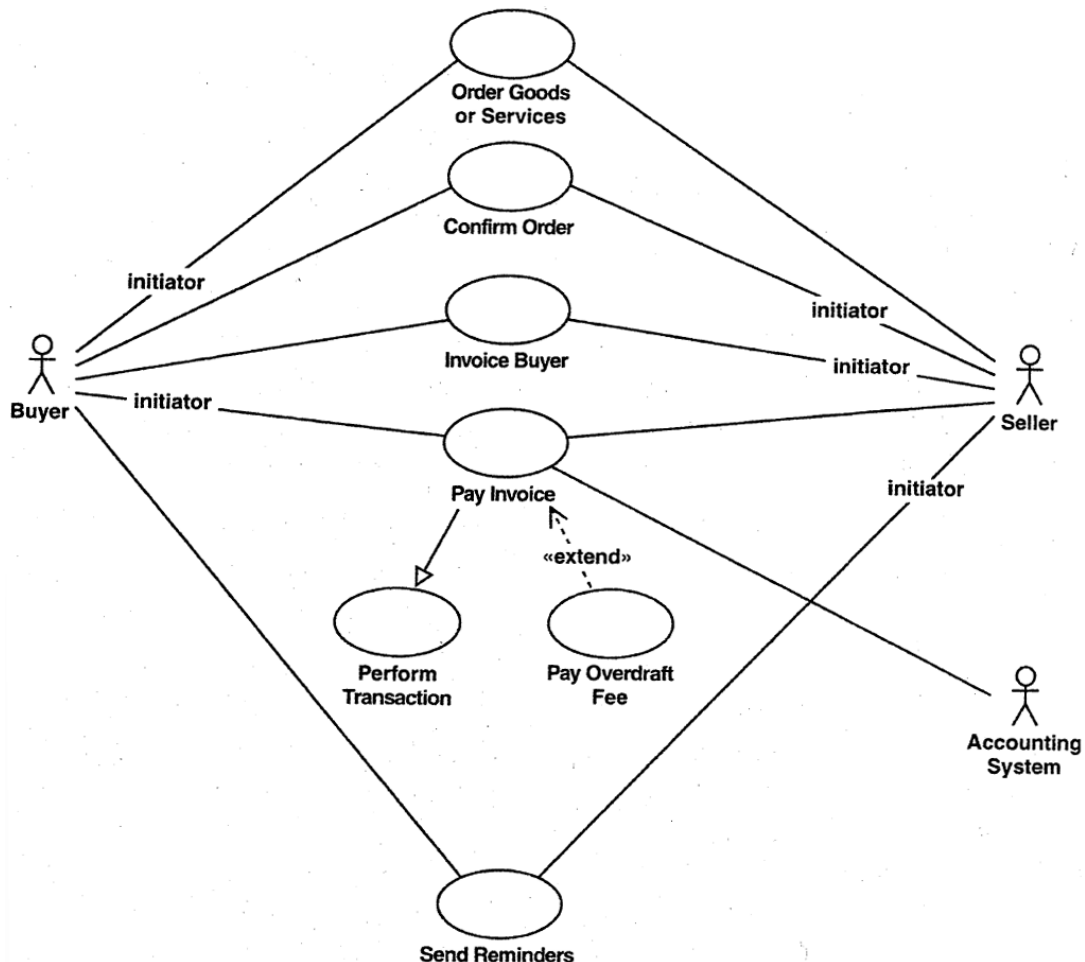 Order Goods
or Services
Confirm Order
initiator
initiator
Invoice Buyer
initiator
Buyer
initiator
Seller
Pay Invoice
initiator
«extend»
Perform
Transaction
Pay Overdraft
Fee
Accounting
System
Send Reminders